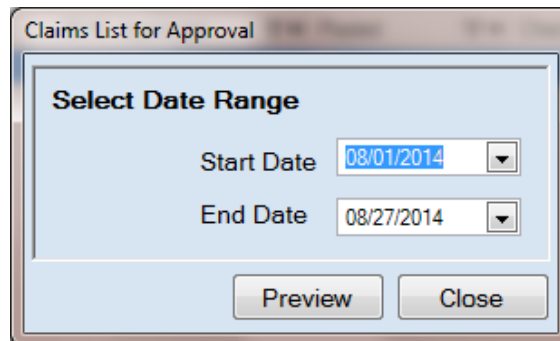 Claims List for Approval
Select Date Range
Start Date 08/01/2014
End Date 08/27/2014
Preview Close